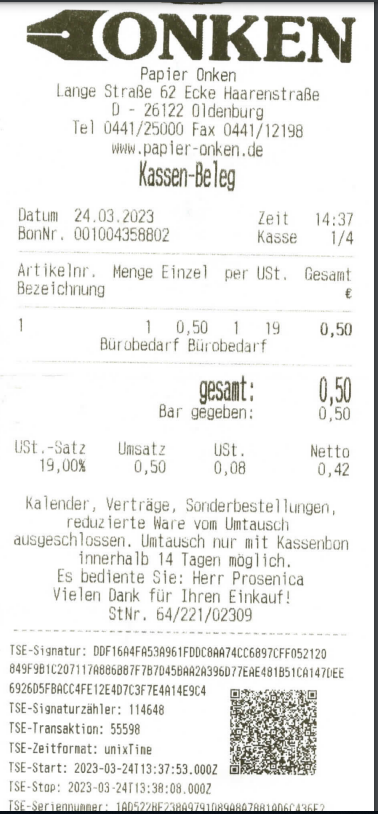 ONKEN
Papier Onken
Lange Straße 62 Ecke Haarenstraße
D - 26122 Oldenburg
Tel 0441/25000 Fax 0441/12198
www.papier-onken.de
Kassen-Beleg
Datum 24.03.2023 Zeit 14:37
BonNr. 001004358802 Kasse 1/4
Artikelnr. Menge Einzel per USt. Gesamt
Bezeichnung €
1 1 0,50 1 19 0,50
Bürobedarf Bürobedarf
gesamt: 0,50
Bar gegeben: 0,50
USt.-Satz Umsatz USt. Netto
19,00% 0,50 0,08 0,42
Kalender, Verträge, Sonderbestellungen,
reduzierte Ware vom Umtausch
ausgeschlossen. Umtausch nur mit Kassenbon
innerhalb 14 Tagen möglich.
Es bediente Sie: Herr Prosenica
Vielen Dank für Ihren Einkauf!
StNr. 64/221/02309
TSE-Signatur: DDF16A4FA53A961FDDC8AA74CC6897CFF052120
849F9B1C207117A886B87F7B7D45BAA2A396D77EAE481B51CA147DEE
6926D5FBACC4FE12E4D7C3F7E4A14E9C4
TSE-Signaturzähler: 114648
TSE-Transaktion: 55598
TSE-Zeitformat: unixTime
TSE-Start: 2023-03-24T13:37:53.000Z
TSE-Stop: 2023-03-24T13:38:08.000Z
TSE-Seriennummer: